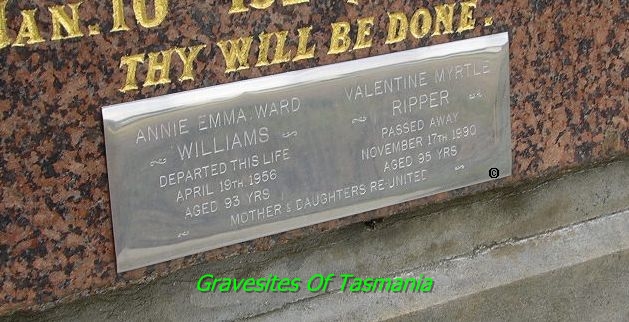 THY WILL BE DONE.
ANNIE EMMA WARD
WILLIAMS
DEPARTED THIS LIFE
APRIL 19TH. 1956
AGED 93 YRS
VALENTINE MYRTLE
RIPPER
PASSED AWAY
NOVEMBER 17TH 1990
AGED 95 YRS.
MOTHER & DAUGHTERS RE-UNITED
©
Gravesites Of Tasmania